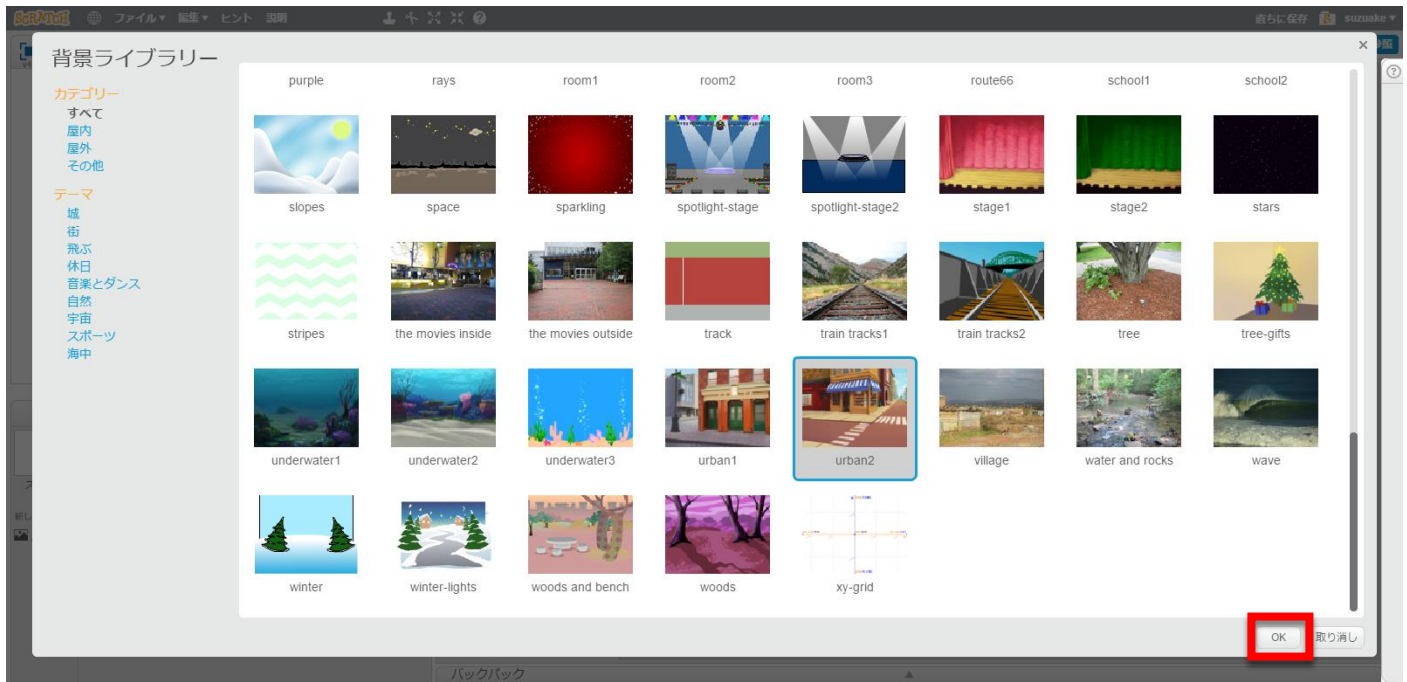 SCRATCH ファイル▼ 編集▼ ヒント 説明 直ちに保存 suzuake ▼
背景ライブラリー
カテゴリー
すべて
屋内
屋外
その他
テーマ
城
街
飛ぶ
休日
音楽とダンス
自然
宇宙
スポーツ
海中
purple rays room1 room2 room3 route66 school1 school2
slopes space sparkling spotlight-stage spotlight-stage2 stage1 stage2 stars
stripes the movies inside the movies outside track train tracks1 train tracks2 tree tree-gifts
underwater1 underwater2 underwater3 urban1 urban2 village water and rocks wave
winter winter-lights woods and bench woods xy-grid
OK 取り消し
バックパック